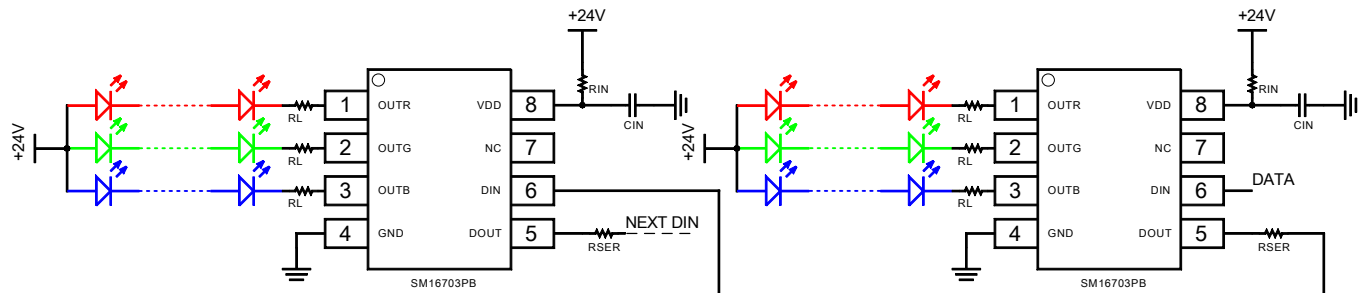 +24V
+24V
RIN
RIN
CIN
CIN
+24V
RL
RL
RL
1 OUTR VDD 8
2 OUTG NC 7
3 OUTB DIN 6
4 GND DOUT 5
RSER
NEXT DIN
SM16703PB
+24V
RL
RL
RL
1 OUTR VDD 8
2 OUTG NC 7
3 OUTB DIN 6
4 GND DOUT 5
DATA
RSER
SM16703PB